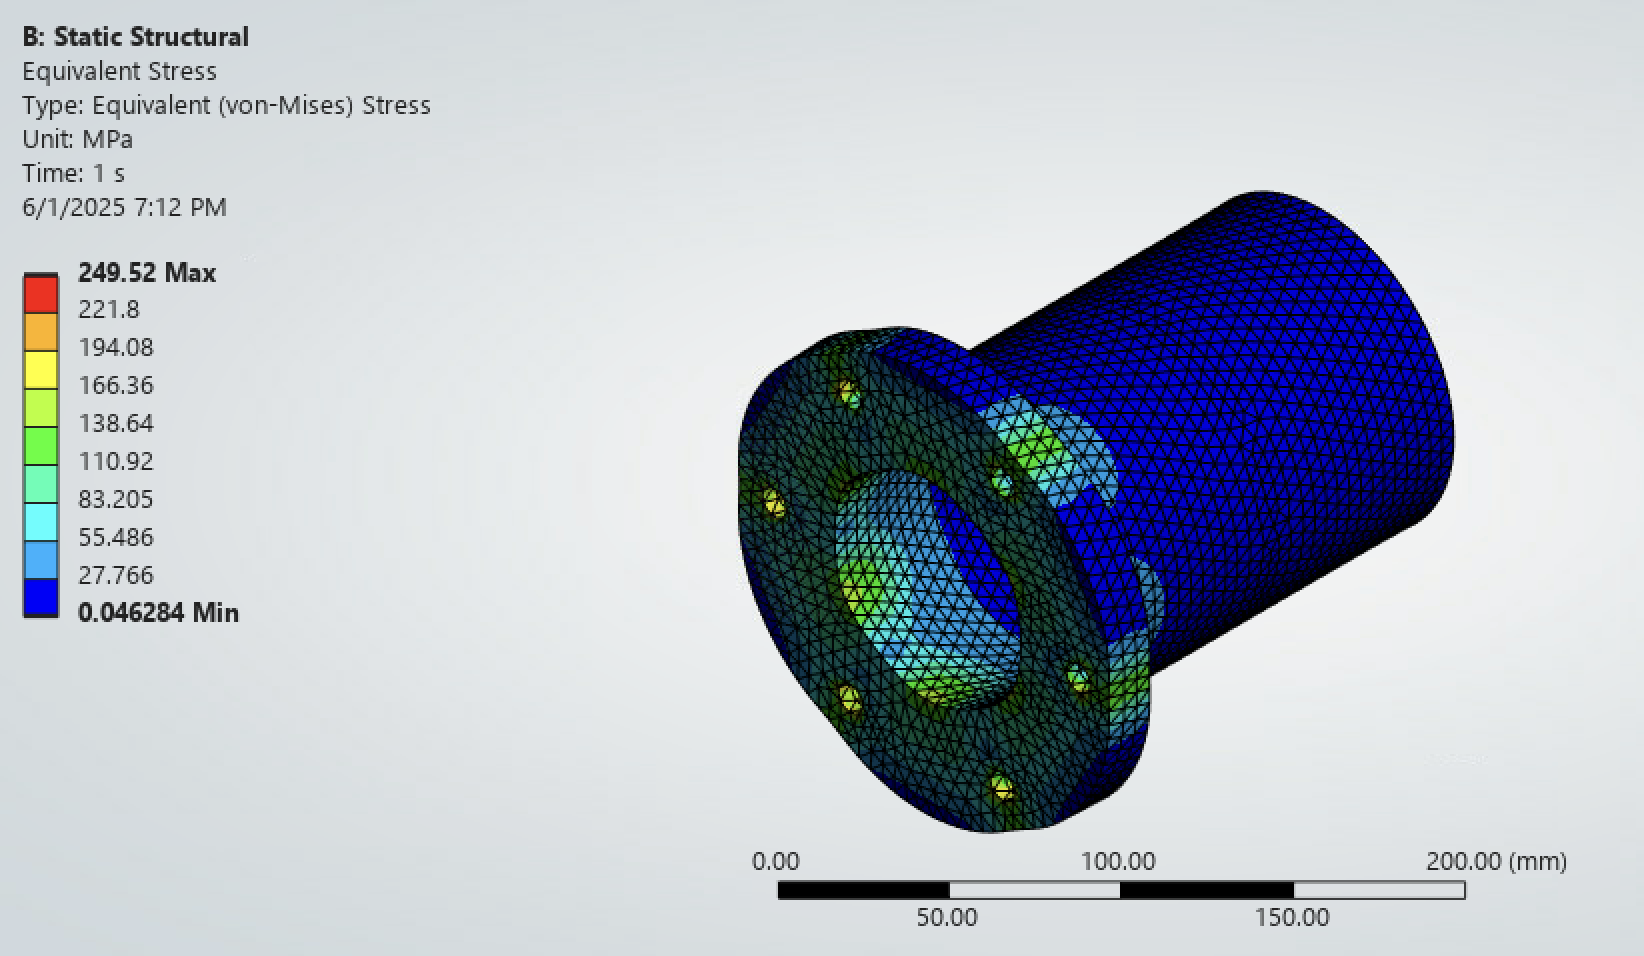 B: Static Structural
Equivalent Stress
Type: Equivalent (von-Mises) Stress
Unit: MPa
Time: 1 s
6/1/2025 7:12 PM
249.52 Max
221.8
194.08
166.36
138.64
110.92
83.205
55.486
27.766
0.046284 Min
0.00 100.00 200.00 (mm)
50.00 150.00